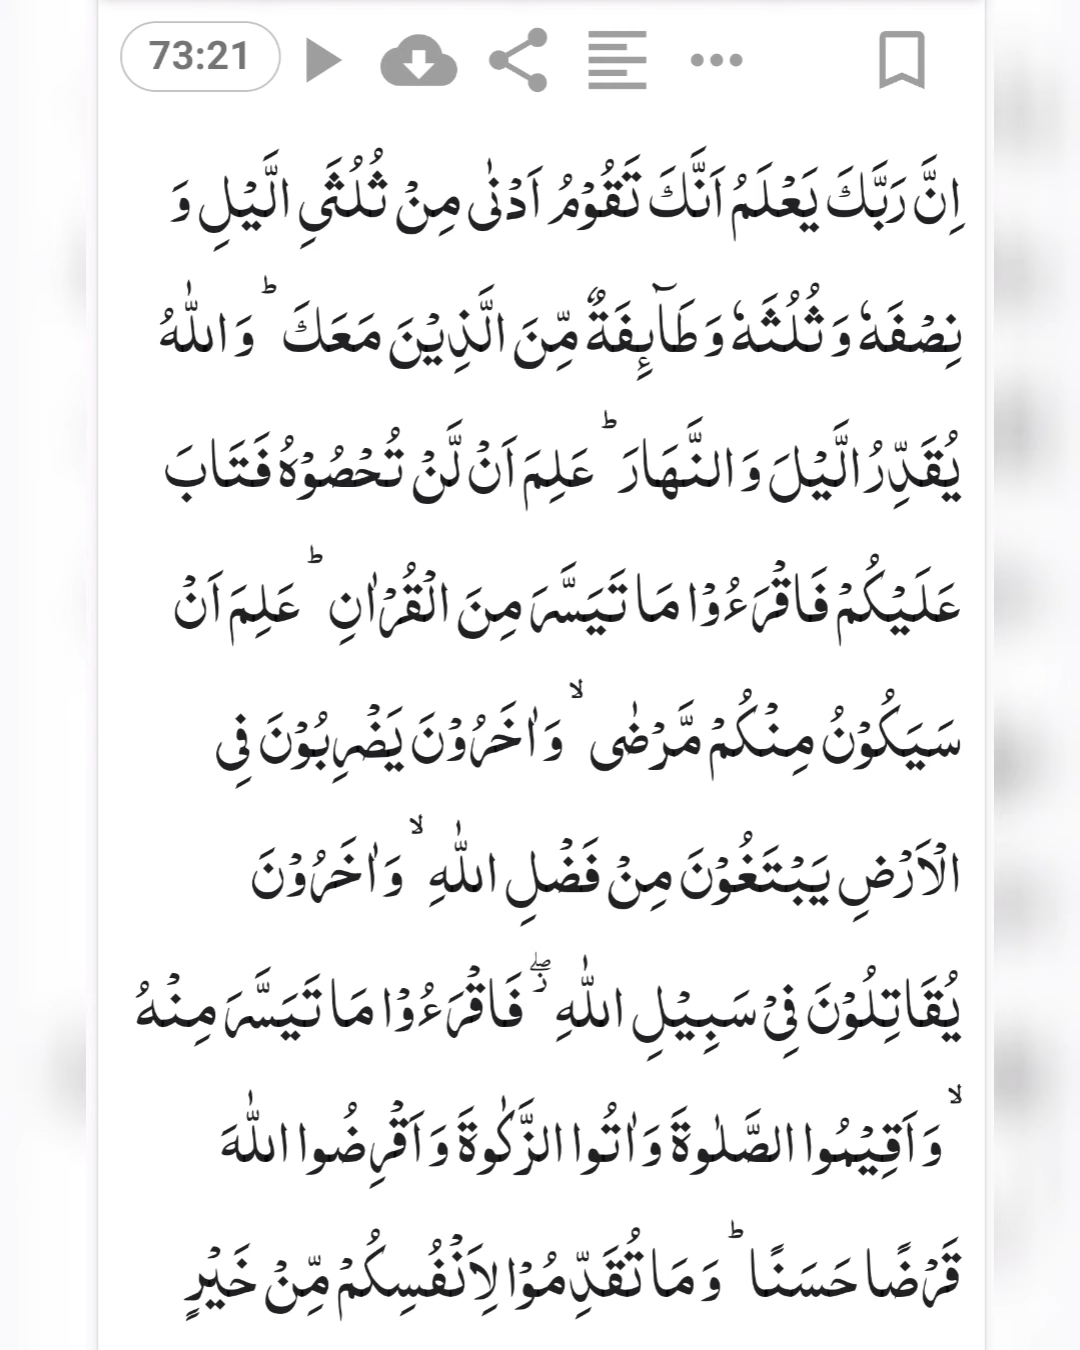 73:21
اِنَّ رَبَّكَ يَعْلَمُ اَنَّكَ تَقُوْمُ اَدْنٰى مِنْ ثُلُثَيِ الَّيْلِ وَ
نِصْفَهٗ وَ ثُلُثَهٗ وَ طَآىِٕفَةٌ مِّنَ الَّذِيْنَ مَعَكَ ؕ وَ اللّٰهُ
يُقَدِّرُ الَّيْلَ وَ النَّهَارَ ؕ عَلِمَ اَنْ لَّنْ تُحْصُوْهُ فَتَابَ
عَلَيْكُمْ فَاقْرَءُوْا مَا تَيَسَّرَ مِنَ الْقُرْاٰنِ ؕ عَلِمَ اَنْ
سَيَكُوْنُ مِنْكُمْ مَّرْضٰى ۙ وَ اٰخَرُوْنَ يَضْرِبُوْنَ فِي
الْاَرْضِ يَبْتَغُوْنَ مِنْ فَضْلِ اللّٰهِ ۙ وَ اٰخَرُوْنَ
يُقَاتِلُوْنَ فِيْ سَبِيْلِ اللّٰهِ ۖؗ فَاقْرَءُوْا مَا تَيَسَّرَ مِنْهُ
ۙ وَ اَقِيْمُوا الصَّلٰوةَ وَ اٰتُوا الزَّكٰوةَ وَ اَقْرِضُوا اللّٰهَ
قَرْضًا حَسَنًا ؕ وَ مَا تُقَدِّمُوْا لِاَنْفُسِكُمْ مِّنْ خَيْرٍ